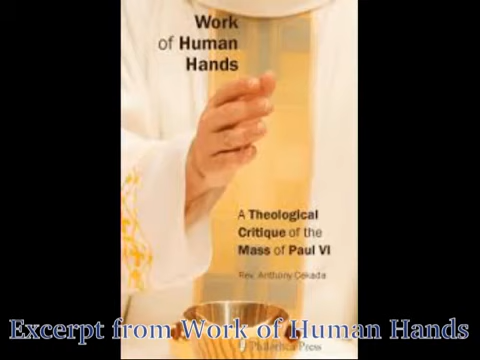 Work
of Human
Hands
A Theological
Critique of the
Mass of Paul VI
Rev. Anthony Cekada
Excerpt from Work of Human Hands
Philothea Press